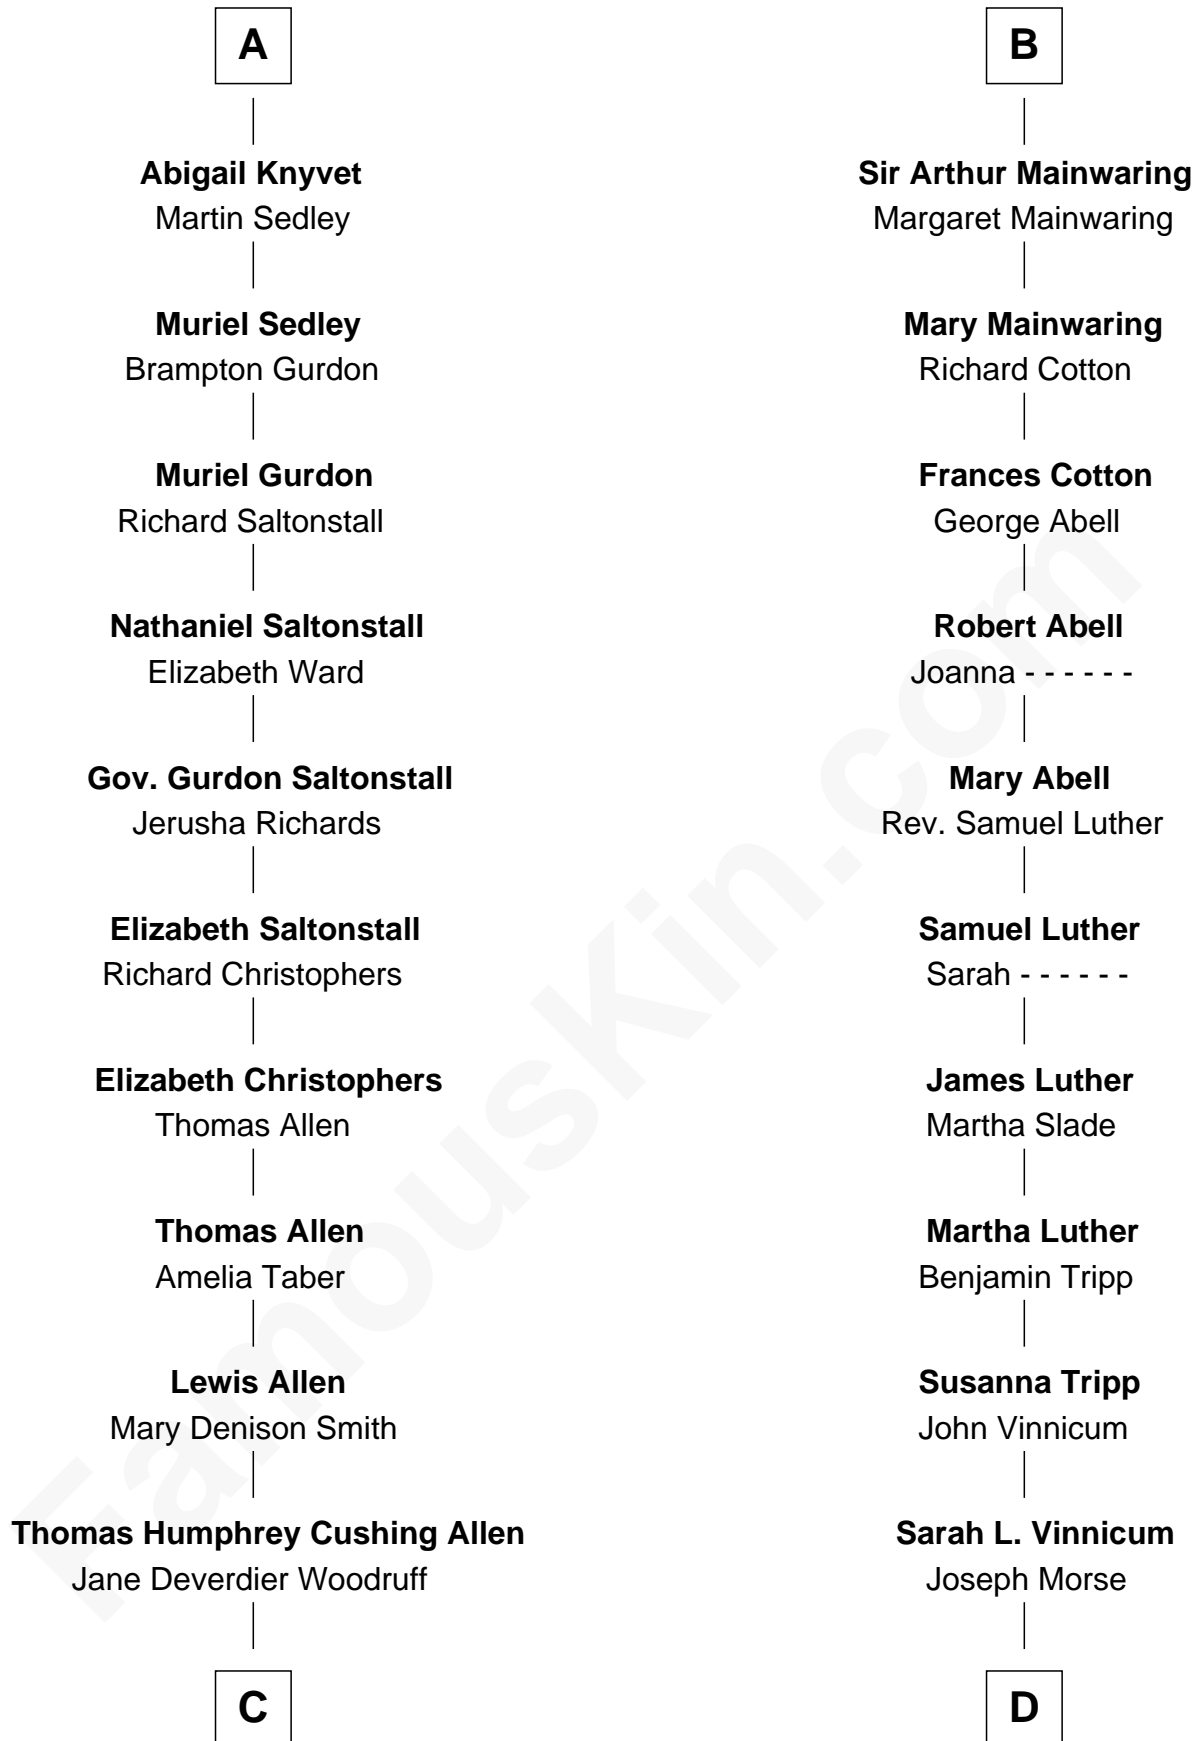 A
Abigail Knyvet
Martin Sedley
Muriel Sedley
Brampton Gurdon
Muriel Gurdon
Richard Saltonstall
Nathaniel Saltonstall
Elizabeth Ward
Gov. Gurdon Saltonstall
Jerusha Richards
Elizabeth Saltonstall
Richard Christophers
Elizabeth Christophers
Thomas Allen
Thomas Allen
Amelia Taber
Lewis Allen
Mary Denison Smith
Thomas Humphrey Cushing Allen
Jane Deverdier Woodruff
C
B
Sir Arthur Mainwaring
Margaret Mainwaring
Mary Mainwaring
Richard Cotton
Frances Cotton
George Abell
Robert Abell
Joanna - - - - - -
Mary Abell
Rev. Samuel Luther
Samuel Luther
Sarah - - - - - -
James Luther
Martha Slade
Martha Luther
Benjamin Tripp
Susanna Tripp
John Vinnicum
Sarah L. Vinnicum
Joseph Morse
D
FamousKin.com